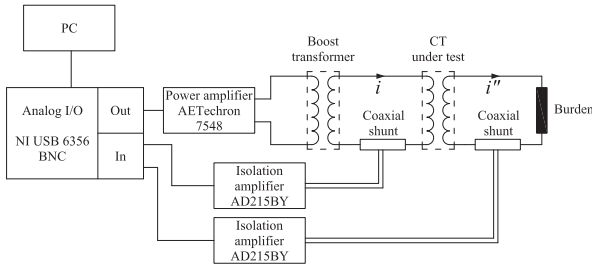 PC
Analog I/O
NI USB 6356
BNC
Out
In
Power amplifier
AETechron
7548
Boost
transformer
i
CT
under test
i"
Coaxial
shunt
Coaxial
shunt
Burden
Isolation
amplifier
AD215BY
Isolation
amplifier
AD215BY